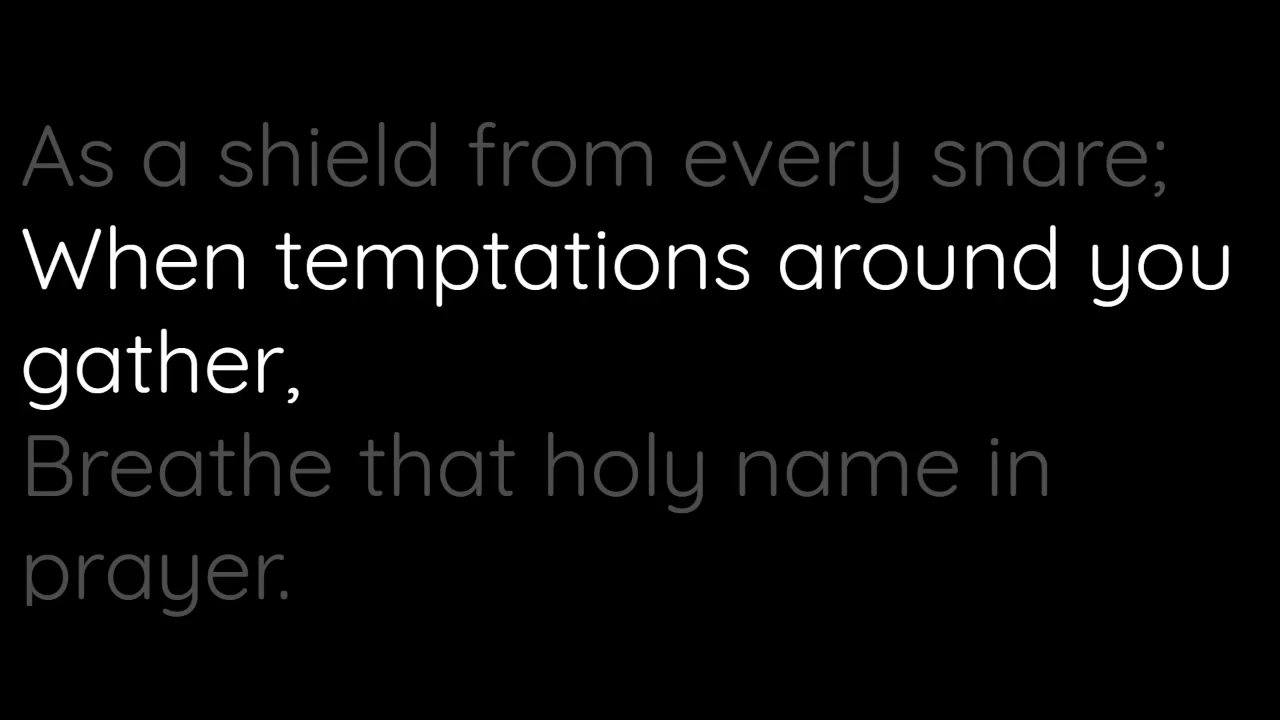 As a shield from every snare;
When temptations around you
gather,
Breathe that holy name in
prayer.